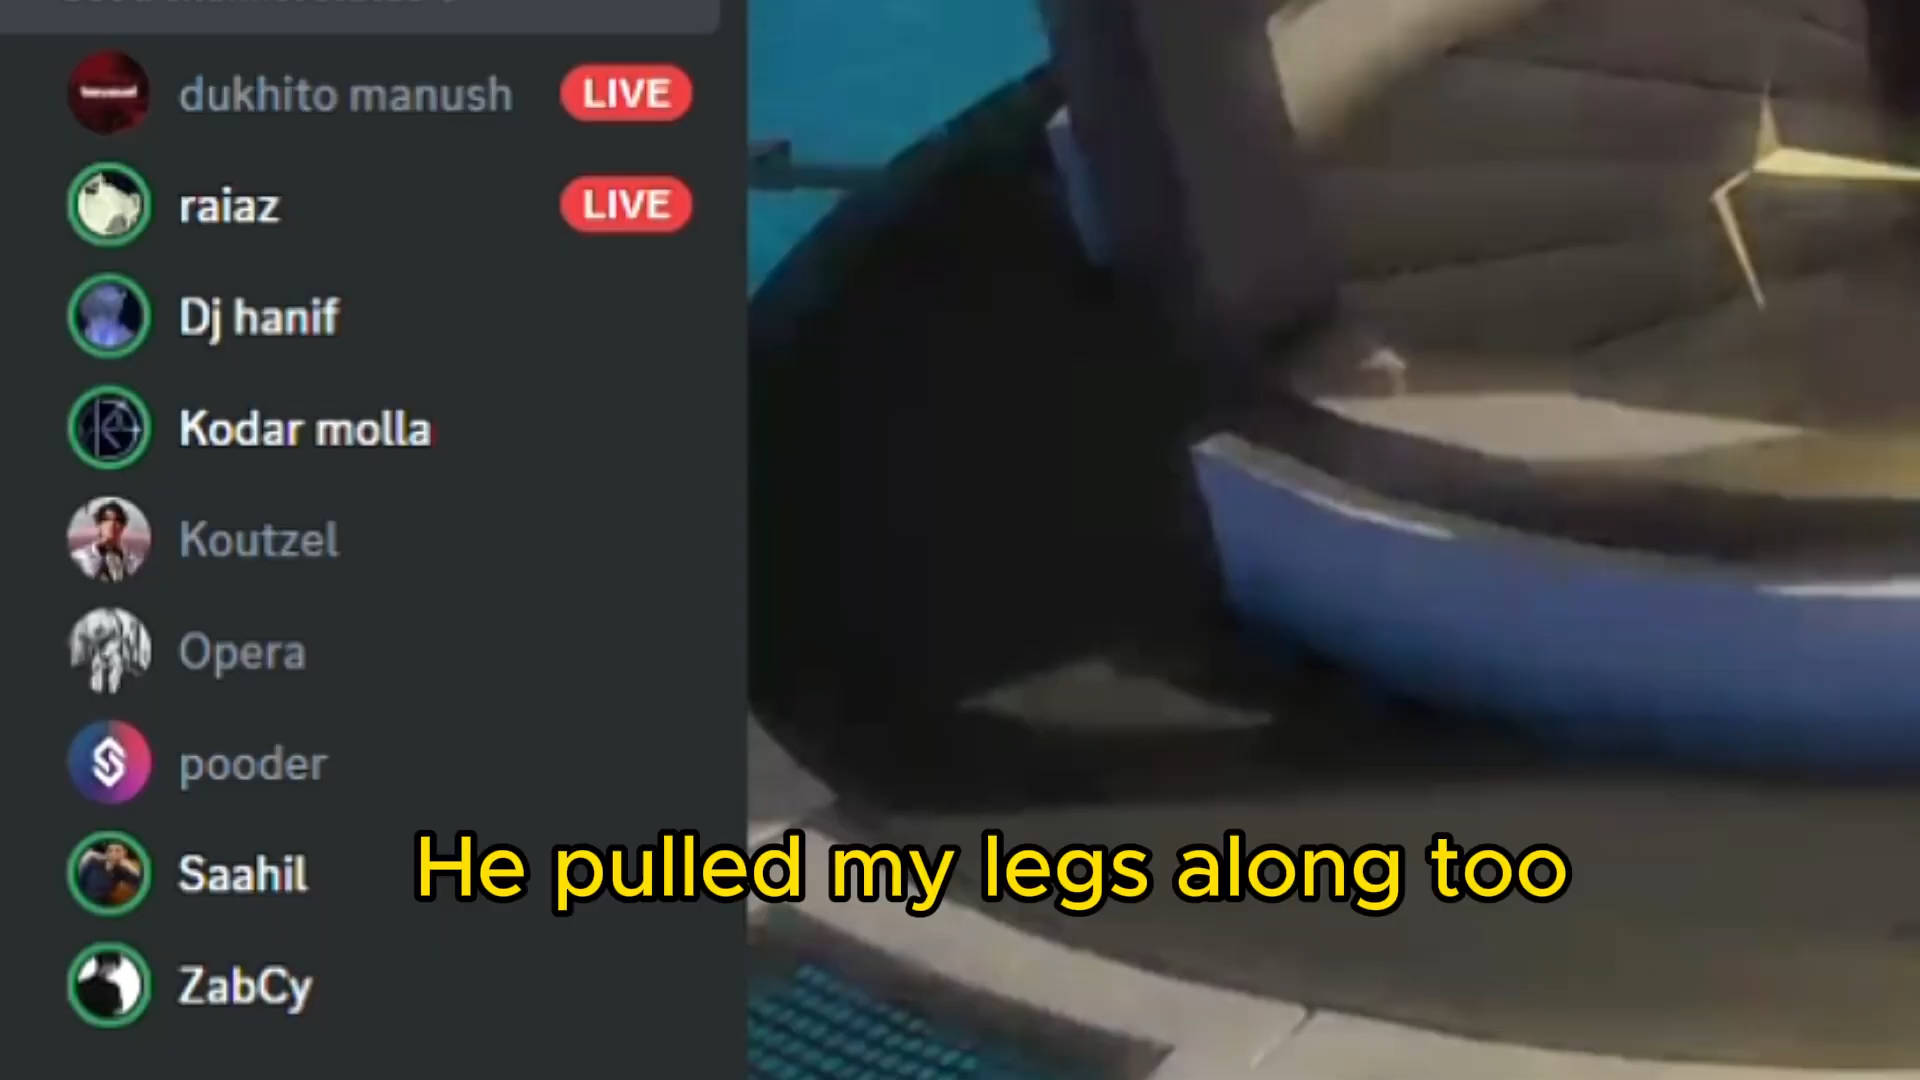 dukhito manush LIVE
raiaz LIVE
Dj hanif
Kodar molla
Koutzel
Opera
pooder
Saahil
He pulled my legs along too
ZabCy